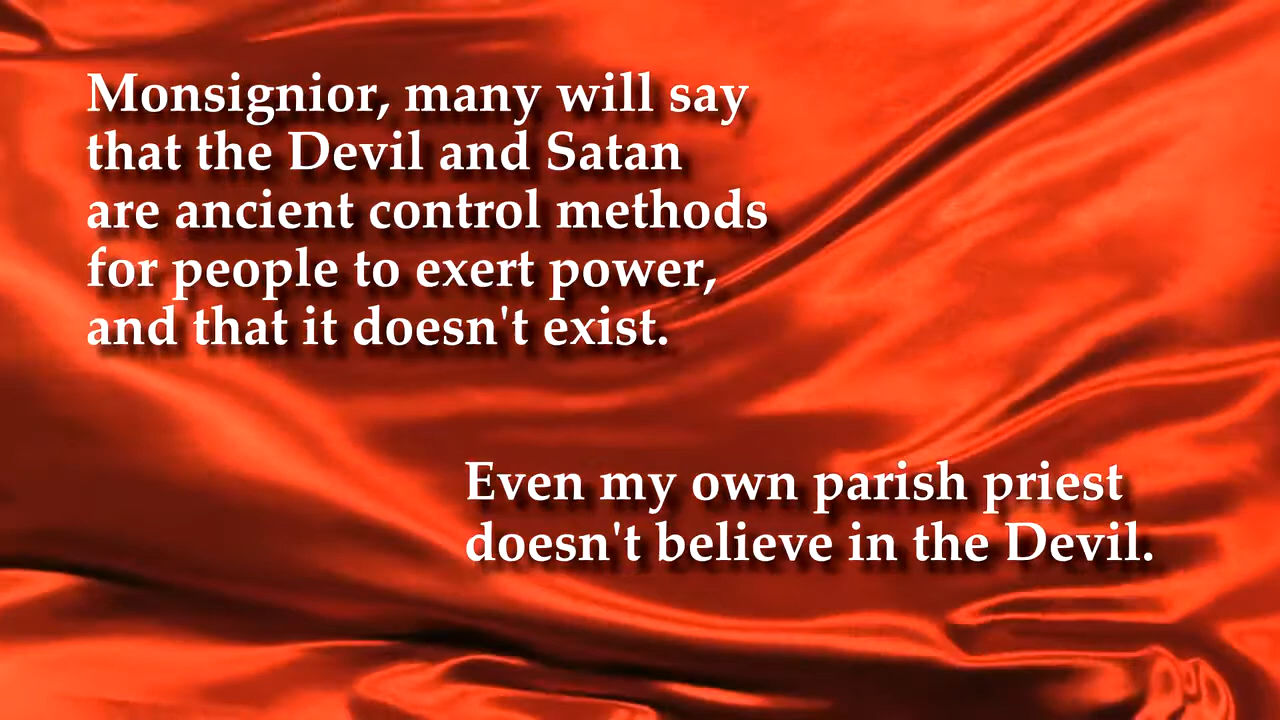 Monsignior, many will say
that the Devil and Satan
are ancient control methods
for people to exert power,
and that it doesn't exist.
Even my own parish priest
doesn't believe in the Devil.